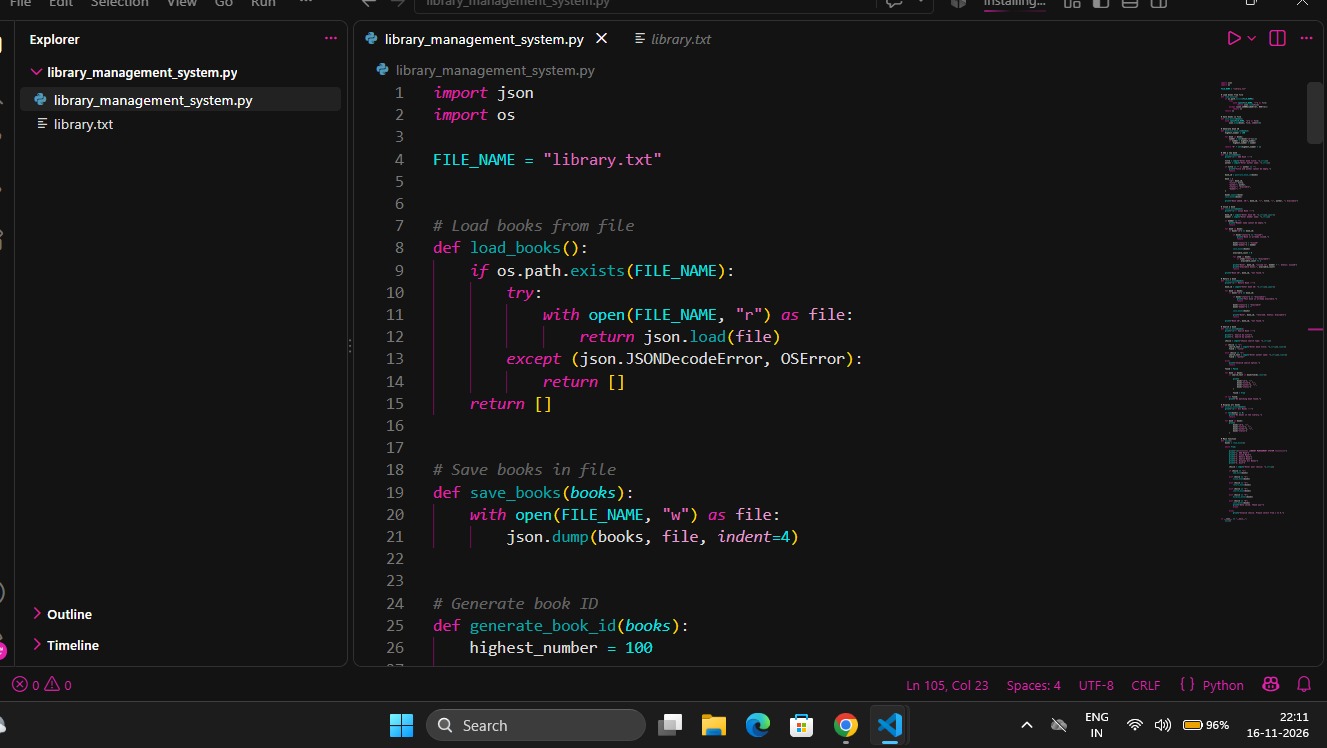 File Edit Selection View Go Run ···
library_management_system.py
Installing...
Explorer
···
library_management_system.py
library_management_system.py
library.txt
Outline
Timeline
library_management_system.py
library.txt
library_management_system.py
1 import json
2 import os
3
4 FILE_NAME = "library.txt"
5
6
7 # Load books from file
8 def load_books():
9 if os.path.exists(FILE_NAME):
10 try:
11 with open(FILE_NAME, "r") as file:
12 return json.load(file)
13 except (json.JSONDecodeError, OSError):
14 return []
15 return []
16
17
18 # Save books in file
19 def save_books(books):
20 with open(FILE_NAME, "w") as file:
21 json.dump(books, file, indent=4)
22
23
24 # Generate book ID
25 def generate_book_id(books):
26 highest_number = 100
0 0
Ln 105, Col 23 Spaces: 4 UTF-8 CRLF {} Python
Search
ENG
IN
96%
22:11
16-11-2026